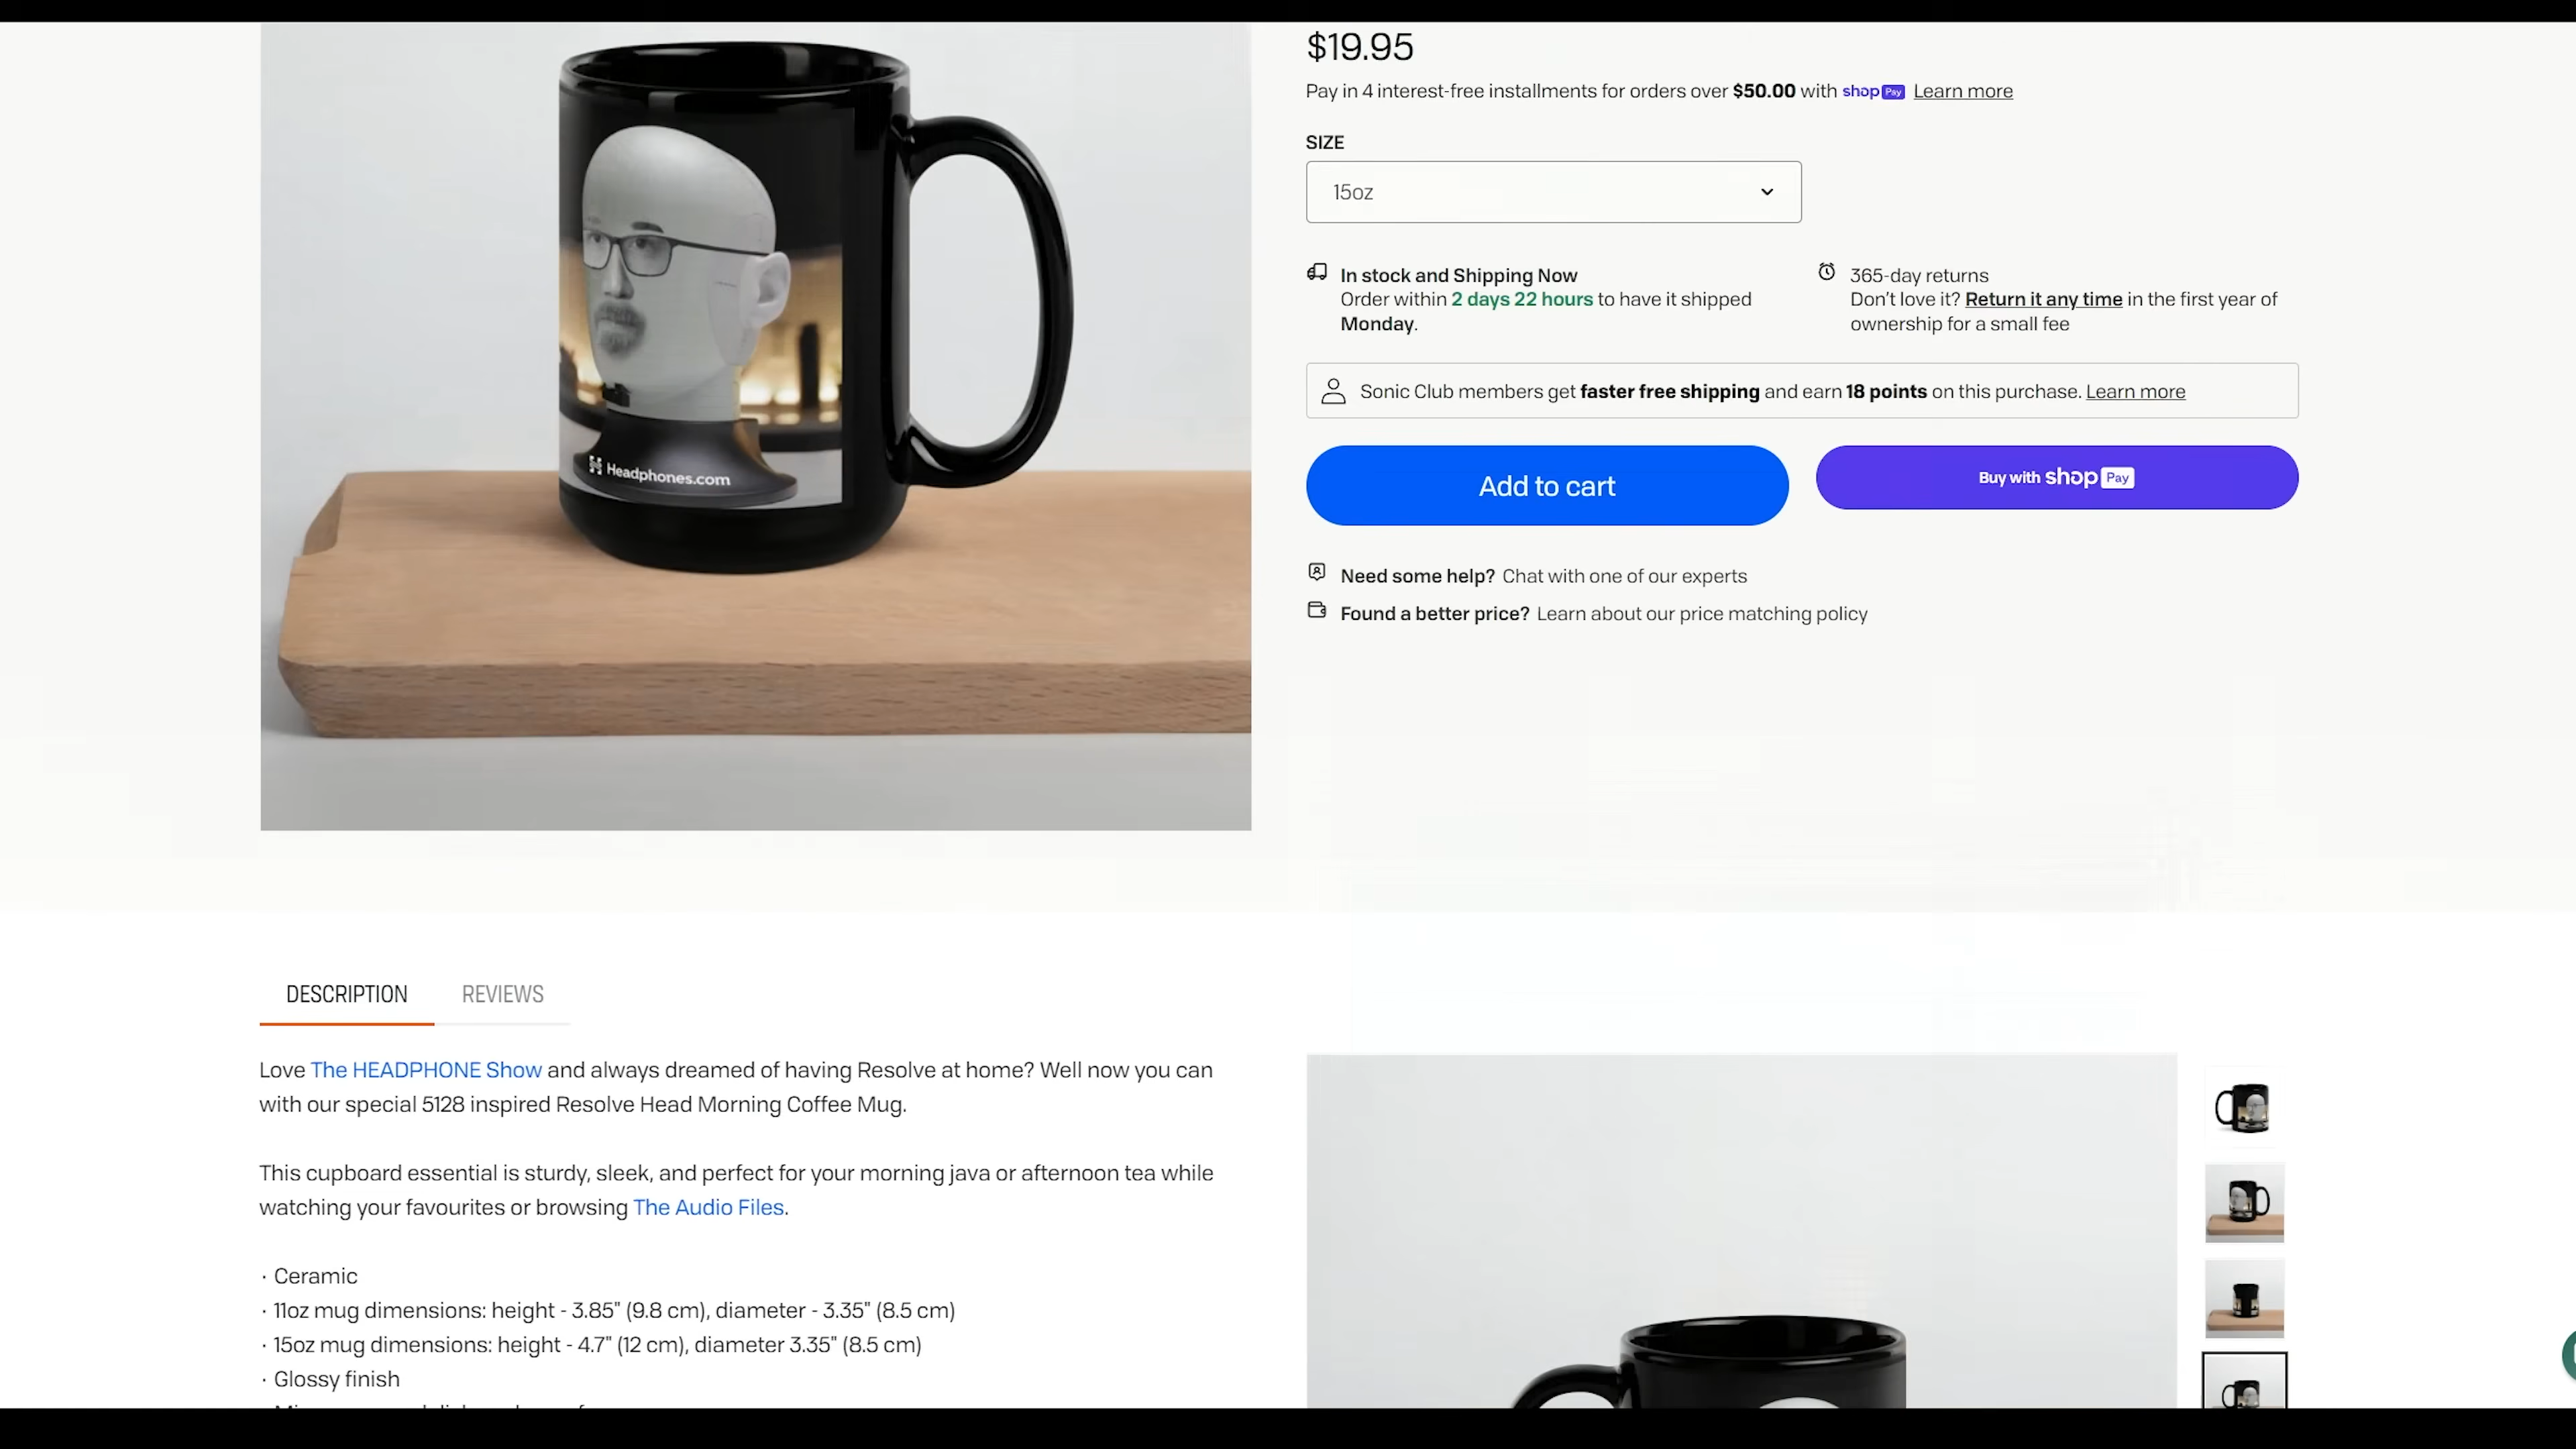 $19.95
Pay in 4 interest-free installments for orders over $50.00 with shop Pay Learn more
SIZE
15oz
In stock and Shipping Now
Order within 2 days 22 hours to have it shipped
Monday.
365-day returns
Don't love it? Return it any time in the first year of
ownership for a small fee
Sonic Club members get faster free shipping and earn 18 points on this purchase. Learn more
Add to cart
Buy with shop Pay
Need some help? Chat with one of our experts
Found a better price? Learn about our price matching policy
Headphones.com
DESCRIPTION
REVIEWS
Love The HEADPHONE Show and always dreamed of having Resolve at home? Well now you can
with our special 5128 inspired Resolve Head Morning Coffee Mug.
This cupboard essential is sturdy, sleek, and perfect for your morning java or afternoon tea while
watching your favourites or browsing The Audio Files.
· Ceramic
· 11oz mug dimensions: height - 3.85" (9.8 cm), diameter - 3.35" (8.5 cm)
· 15oz mug dimensions: height - 4.7" (12 cm), diameter 3.35" (8.5 cm)
· Glossy finish